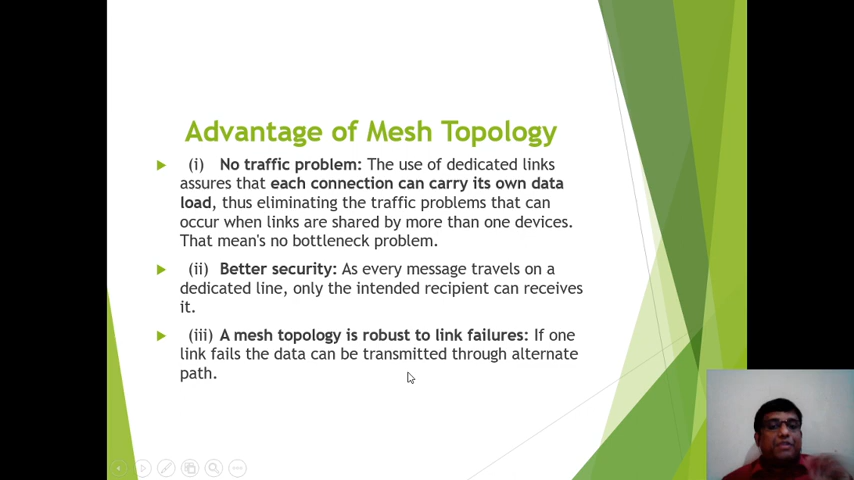 Advantage of Mesh Topology
(i) No traffic problem: The use of dedicated links
assures that each connection can carry its own data
load, thus eliminating the traffic problems that can
occur when links are shared by more than one devices.
That mean's no bottleneck problem.
(ii) Better security: As every message travels on a
dedicated line, only the intended recipient can receives
it.
(iii) A mesh topology is robust to link failures: If one
link fails the data can be transmitted through alternate
path.